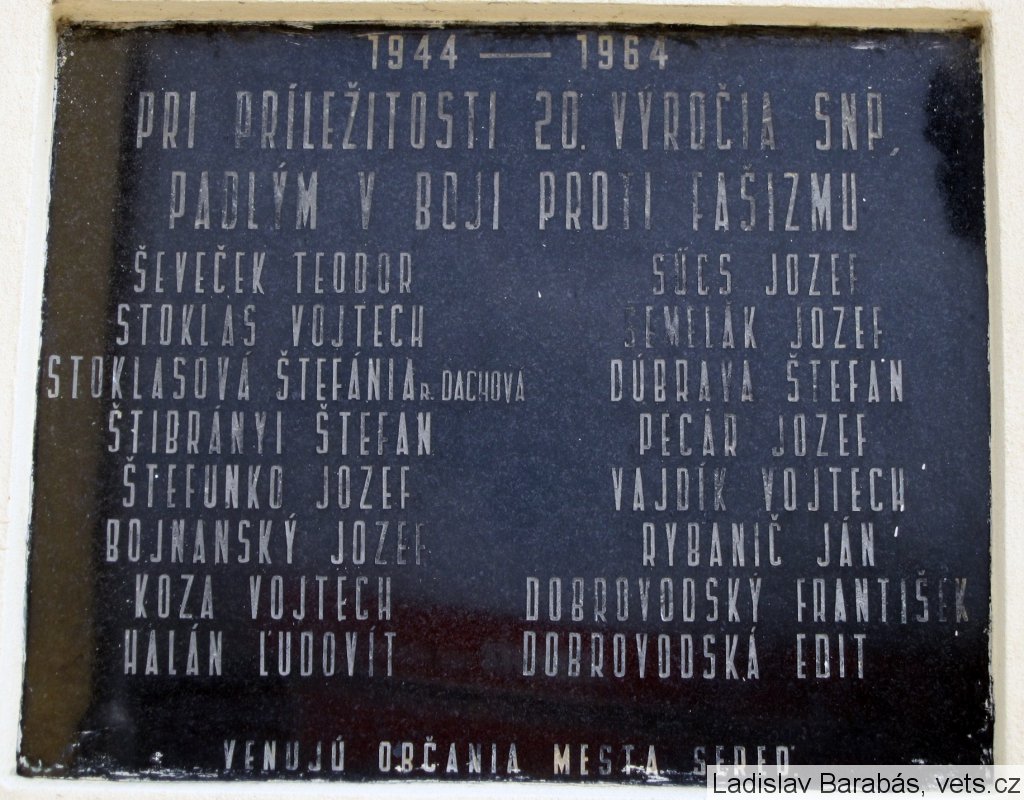 1944 — 1964
PRI PRÍLEŽITOSTI 20. VÝROČIA SNP,
PADLÝM V BOJI PROTI FAŠIZMU
ŠEVEČEK TEODOR
STOKLAS VOJTECH
STOKLASOVÁ ŠTEFÁNIA R. DACHOVÁ
ŠTIBRÁNYI ŠTEFAN
ŠTEFUNKO JOZEF
BOJNANSKÝ JOZEF
KOZA VOJTECH
HALÁN ĽUDOVÍT
SÜCS JOZEF
SEMELÁK JOZEF
DÚBRAVA ŠTEFAN
PECÁR JOZEF
VAJDÍK VOJTECH
RYBANIČ JÁN
DOBROVODSKÝ FRANTIŠEK
DOBROVODSKÁ EDIT
VENUJÚ OBČANIA MESTA SEREĎ
Ladislav Barabás, vets.cz